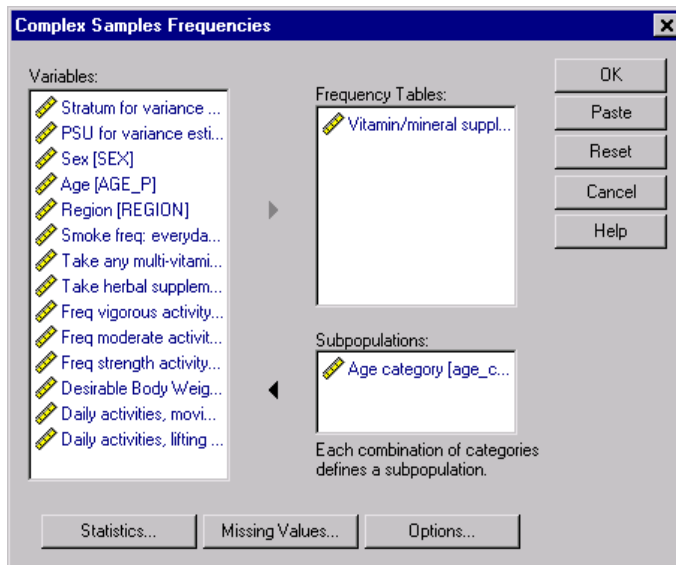 Complex Samples Frequencies
Variables:
Stratum for variance ...
PSU for variance esti...
Sex [SEX]
Age [AGE_P]
Region [REGION]
Smoke freq: everyda...
Take any multi-vitami...
Take herbal supplem...
Freq vigorous activity...
Freq moderate activit...
Freq strength activity...
Desirable Body Weig...
Daily activities, movi...
Daily activities, lifting ...
Frequency Tables:
Vitamin/mineral suppl...
Subpopulations:
Age category [age_c...
Each combination of categories
defines a subpopulation.
OK
Paste
Reset
Cancel
Help
Statistics...
Missing Values...
Options...